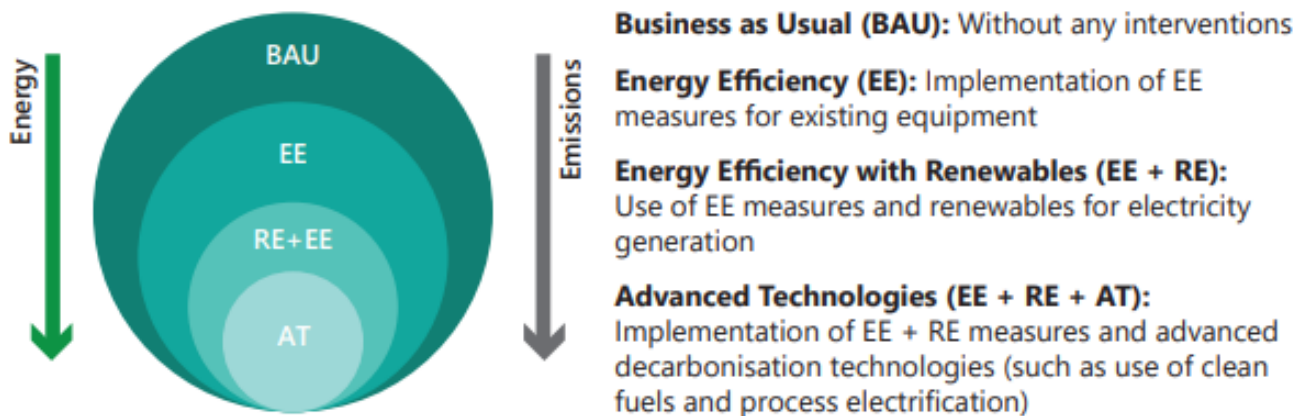 Energy
BAU
EE
RE+EE
AT
Emissions
Business as Usual (BAU): Without any interventions
Energy Efficiency (EE): Implementation of EE
measures for existing equipment
Energy Efficiency with Renewables (EE + RE):
Use of EE measures and renewables for electricity
generation
Advanced Technologies (EE + RE + AT):
Implementation of EE + RE measures and advanced
decarbonisation technologies (such as use of clean
fuels and process electrification)